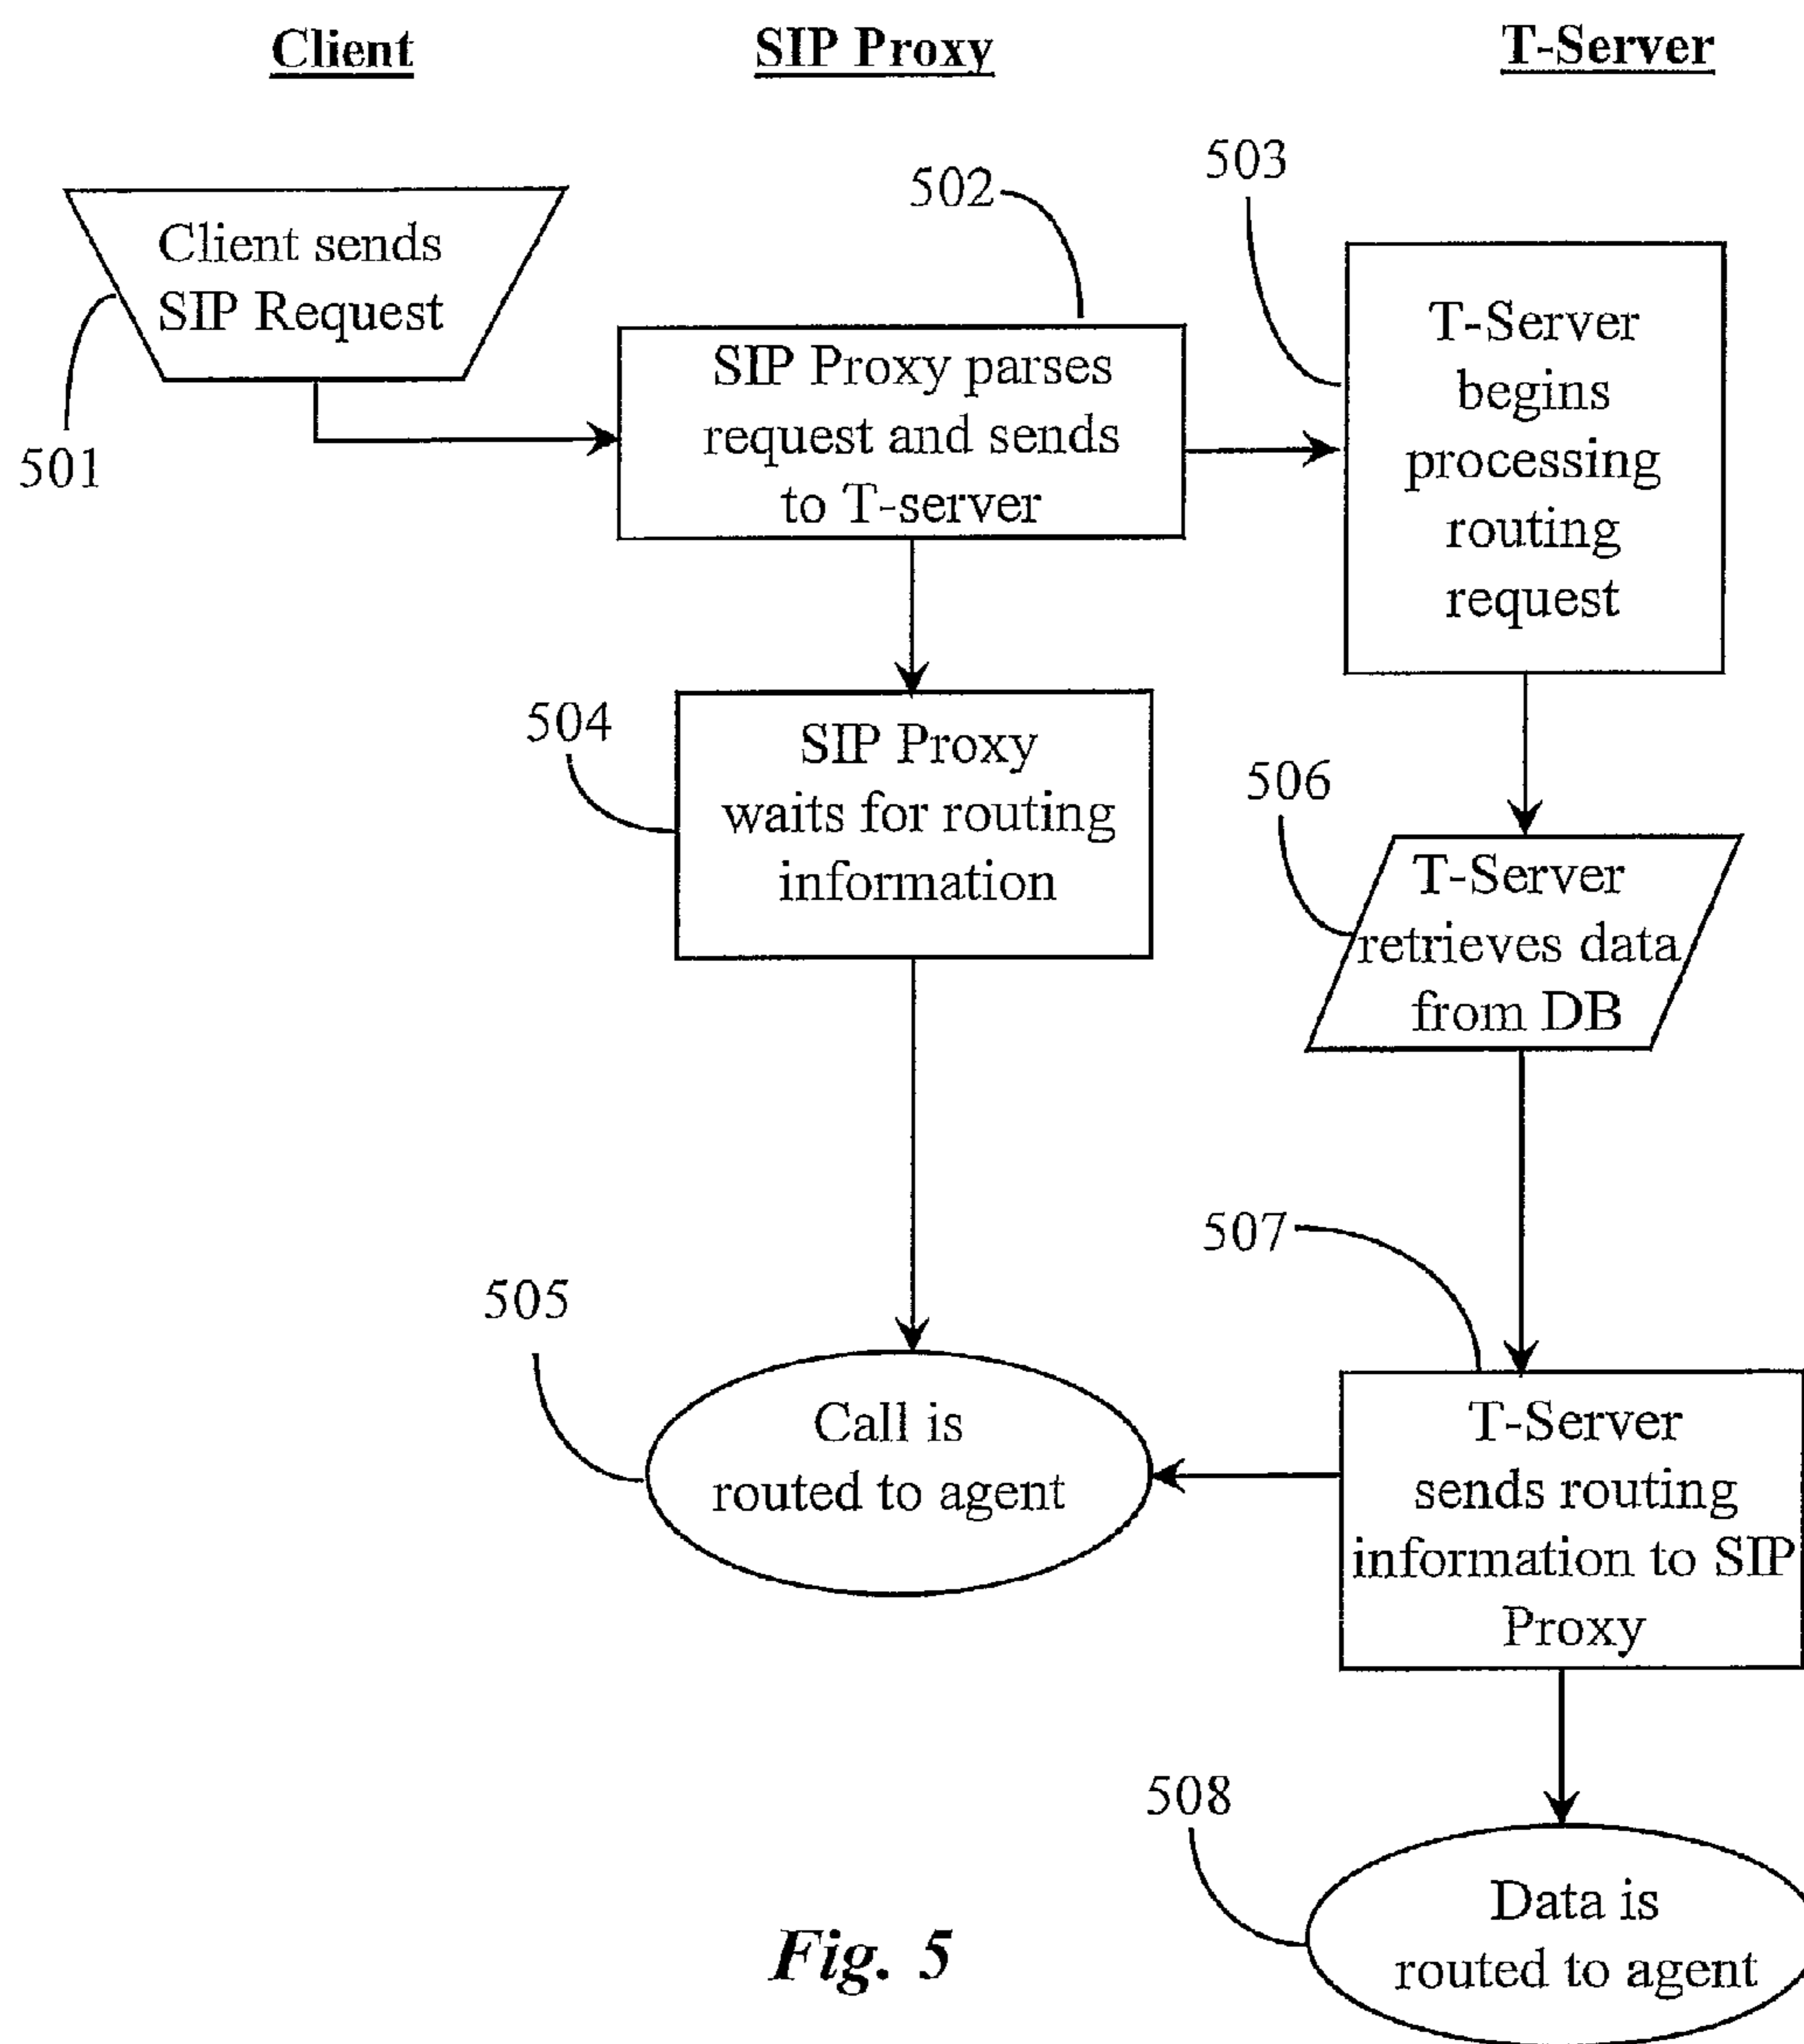 Client
SIP Proxy
T-Server
502
503
Client sends
SIP Request
501
SIP Proxy parses
request and sends
to T-server
T-Server
begins
processing
routing
request
504
SIP Proxy
waits for routing
information
506
T-Server
retrieves data
from DB
507
505
Call is
routed to agent
T-Server
sends routing
information to SIP
Proxy
508
Data is
routed to agent
Fig. 5